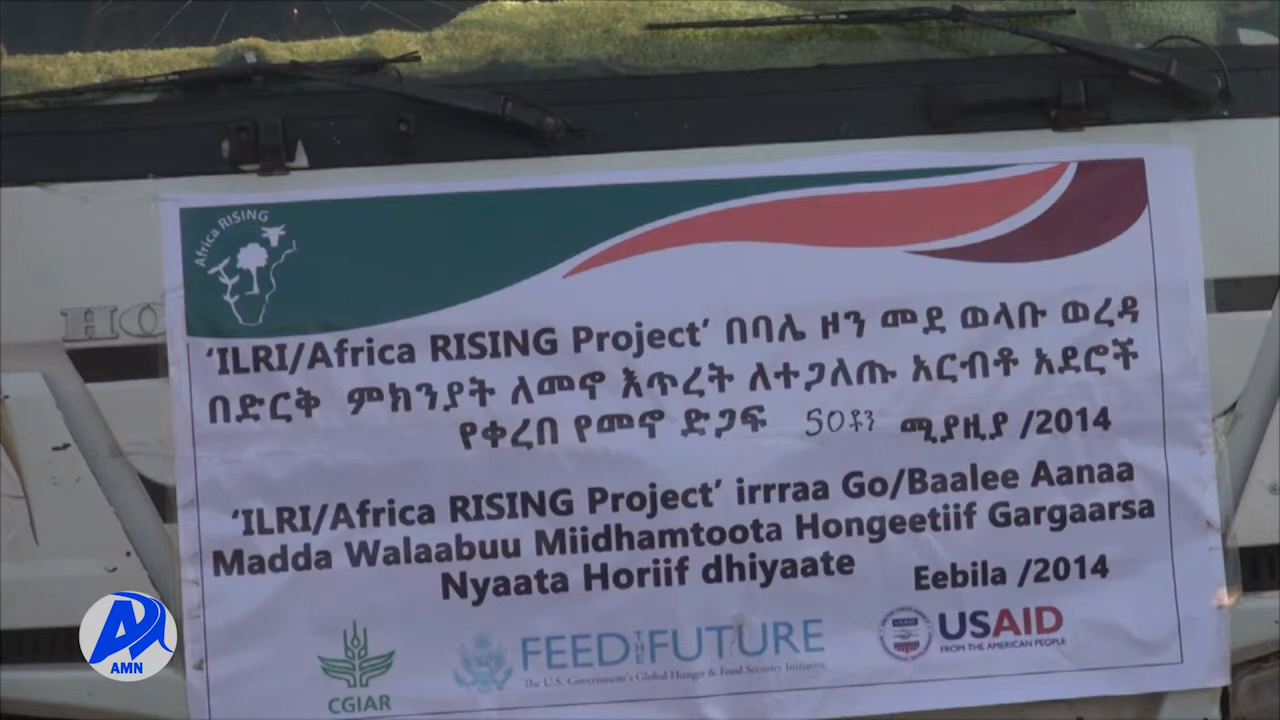 Africa RISING
HO
'ILRI/Africa RISING Project' በባሌ ዞን መደ ወላቡ ወረዳ
በድርቅ ምክንያት ለመኖ እጥረት ለተጋለጡ አርብቶ አደሮች
የቀረበ የመኖ ድጋፍ 50ቶን ሚያዚያ /2014
'ILRI/Africa RISING Project' irrraa Go/Baalee Aanaa
Madda Walaabuu Miidhamtoota Hongeetiif Gargaarsa
Nyaata Horiif dhiyaate Eebila /2014
CGIAR
FEED THE FUTURE
The U.S. Government's Global Hunger & Food Security Initiative
USAID
USAID
FROM THE AMERICAN PEOPLE
AMN